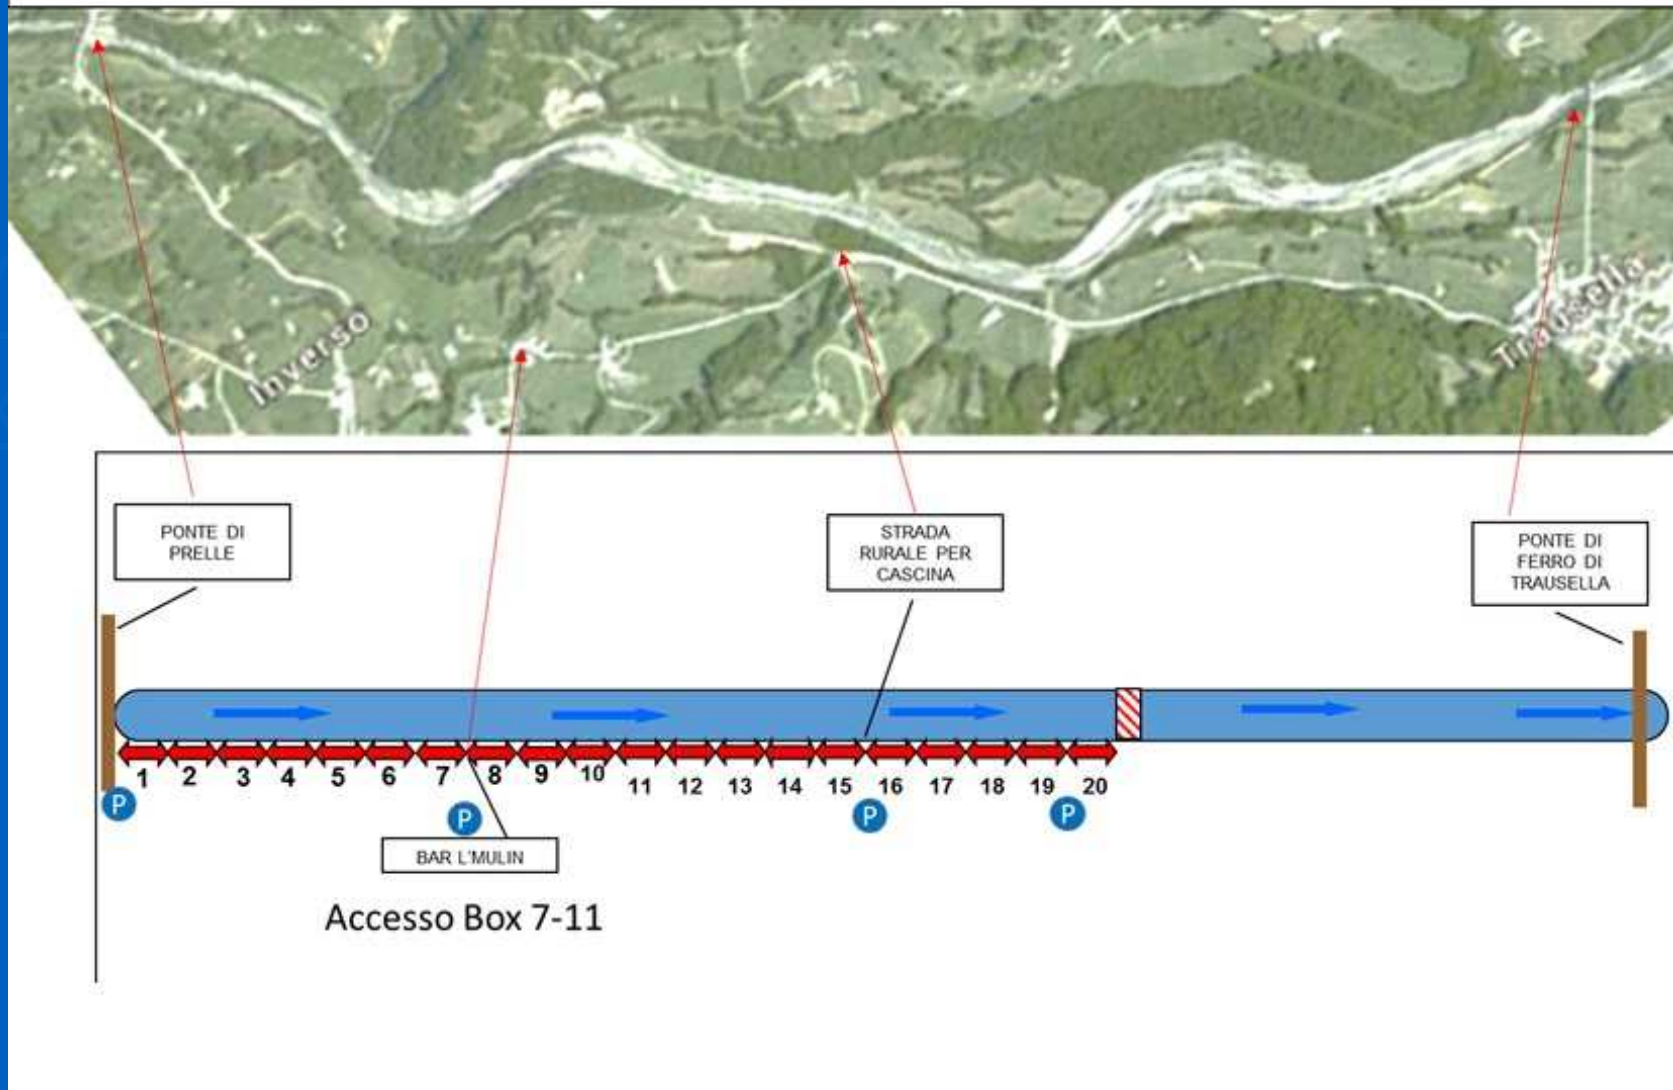 Inverso
Trausella
PONTE DI
PRELLE
STRADA
RURALE PER
CASCINA
PONTE DI
FERRO DI
TRAUSELLA
1 2 3 4 5 6 7 8 9 10 11 12 13 14 15 16 17 18 19 20
P P P P
BAR L'MULIN
Accesso Box 7-11